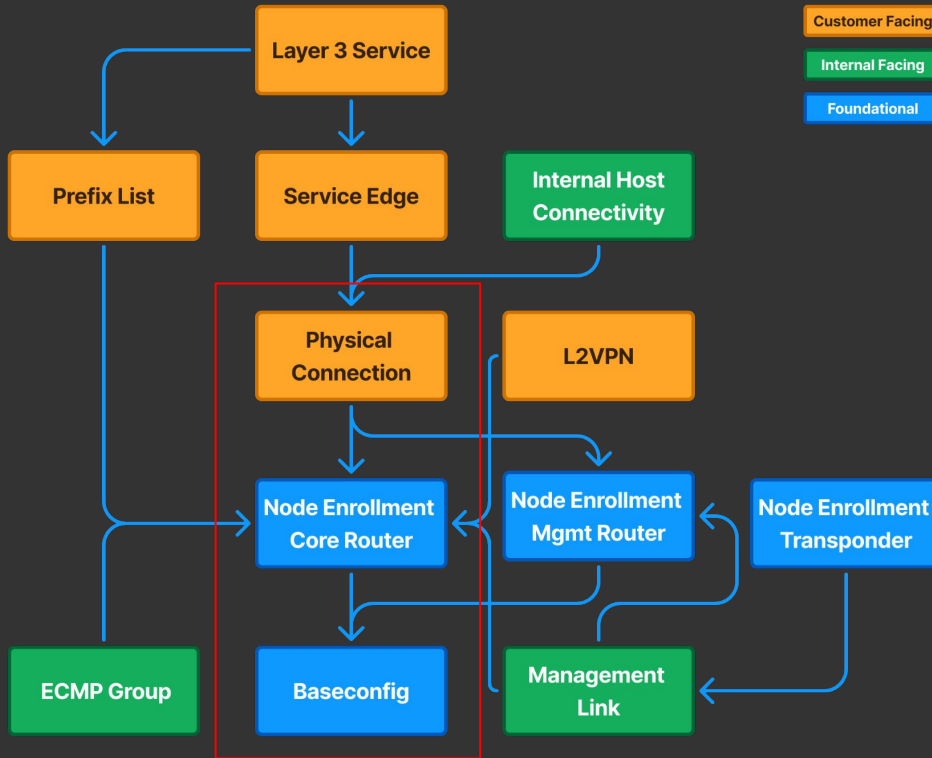 Layer 3 Service
Customer Facing
Internal Facing
Foundational
Prefix List
Service Edge
Internal Host
Connectivity
Physical
Connection
L2VPN
Node Enrollment
Core Router
Node Enrollment
Mgmt Router
Node Enrollment
Transponder
ECMP Group
Baseconfig
Management
Link